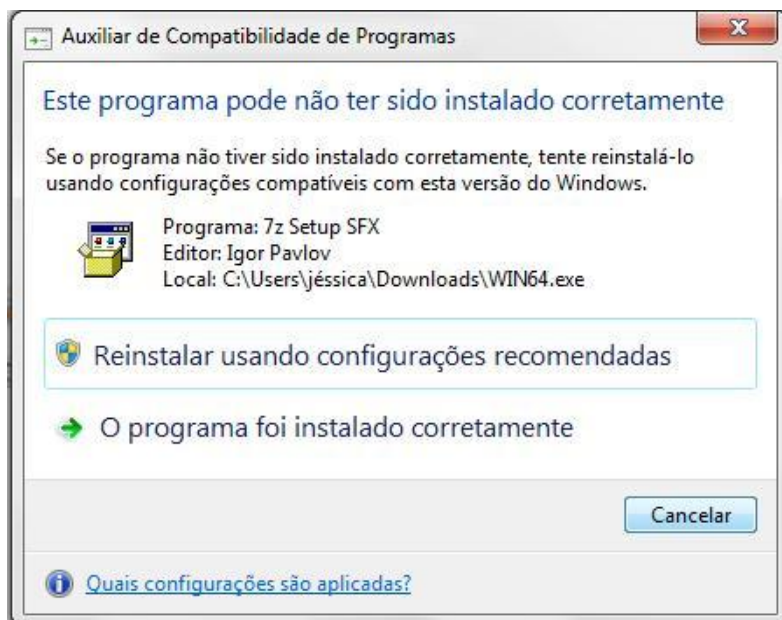 Auxiliar de Compatibilidade de Programas
Este programa pode não ter sido instalado corretamente
Se o programa não tiver sido instalado corretamente, tente reinstalá-lo
usando configurações compatíveis com esta versão do Windows.
Programa: 7z Setup SFX
Editor: Igor Pavlov
Local: C:\Users\jéssica\Downloads\WIN64.exe
Reinstalar usando configurações recomendadas
O programa foi instalado corretamente
Cancelar
Quais configurações são aplicadas?